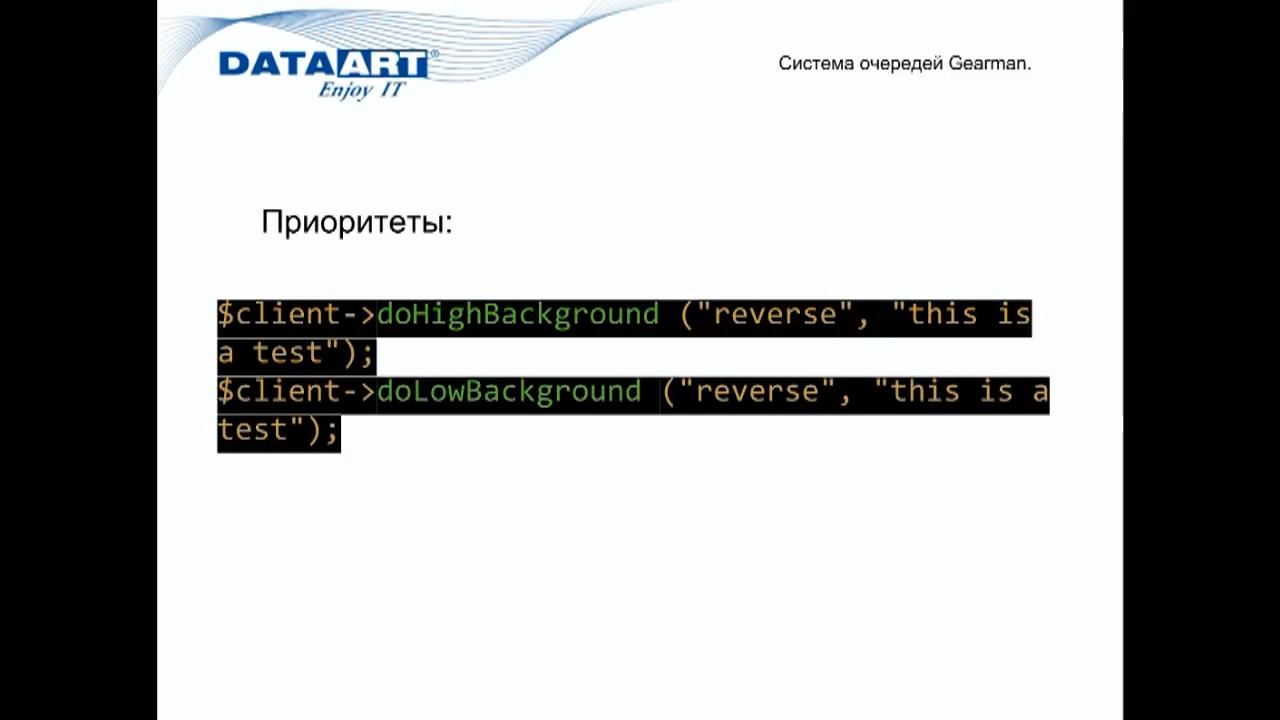 DATAART®
Enjoy IT
Система очередей Gearman.
Приоритеты:
$client->doHighBackground ("reverse", "this is
a test");
$client->doLowBackground ("reverse", "this is a
test");